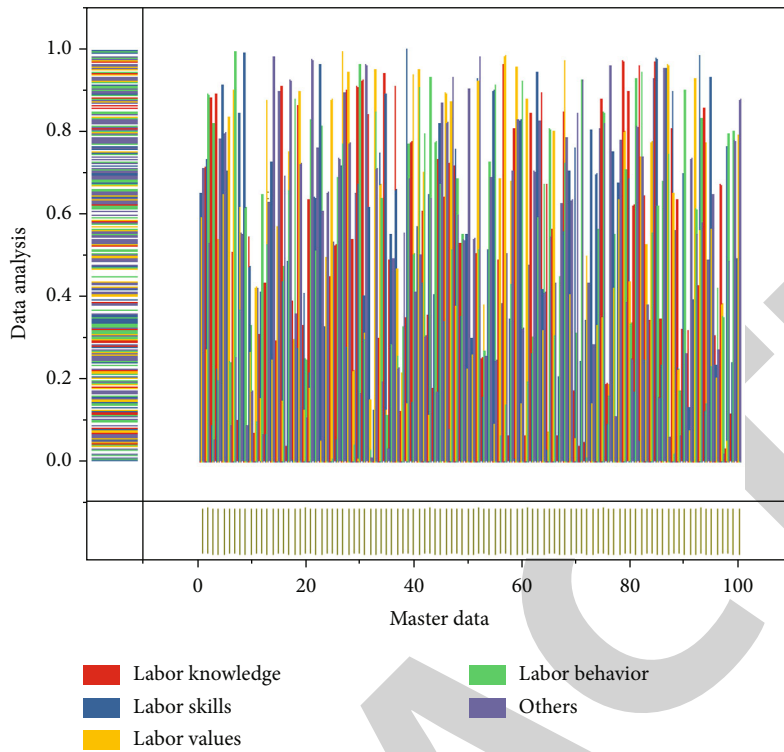 1.0
0.8
0.6
0.4
0.2
0.0
Data analysis
0 20 40 60 80 100
Master data
Labor knowledge
Labor skills
Labor values
Labor behavior
Others